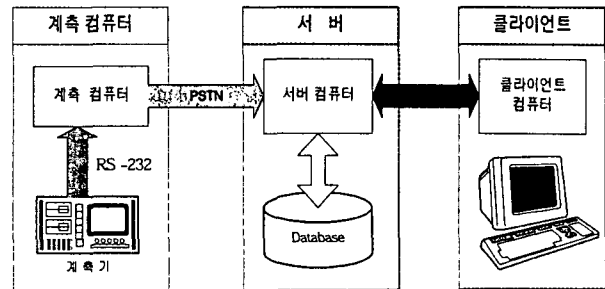 계측 컴퓨터
서 버
클라이언트
계측 컴퓨터
PSTN
서버 컴퓨터
클라이언트
컴퓨터
RS -232
Database
계 측 기